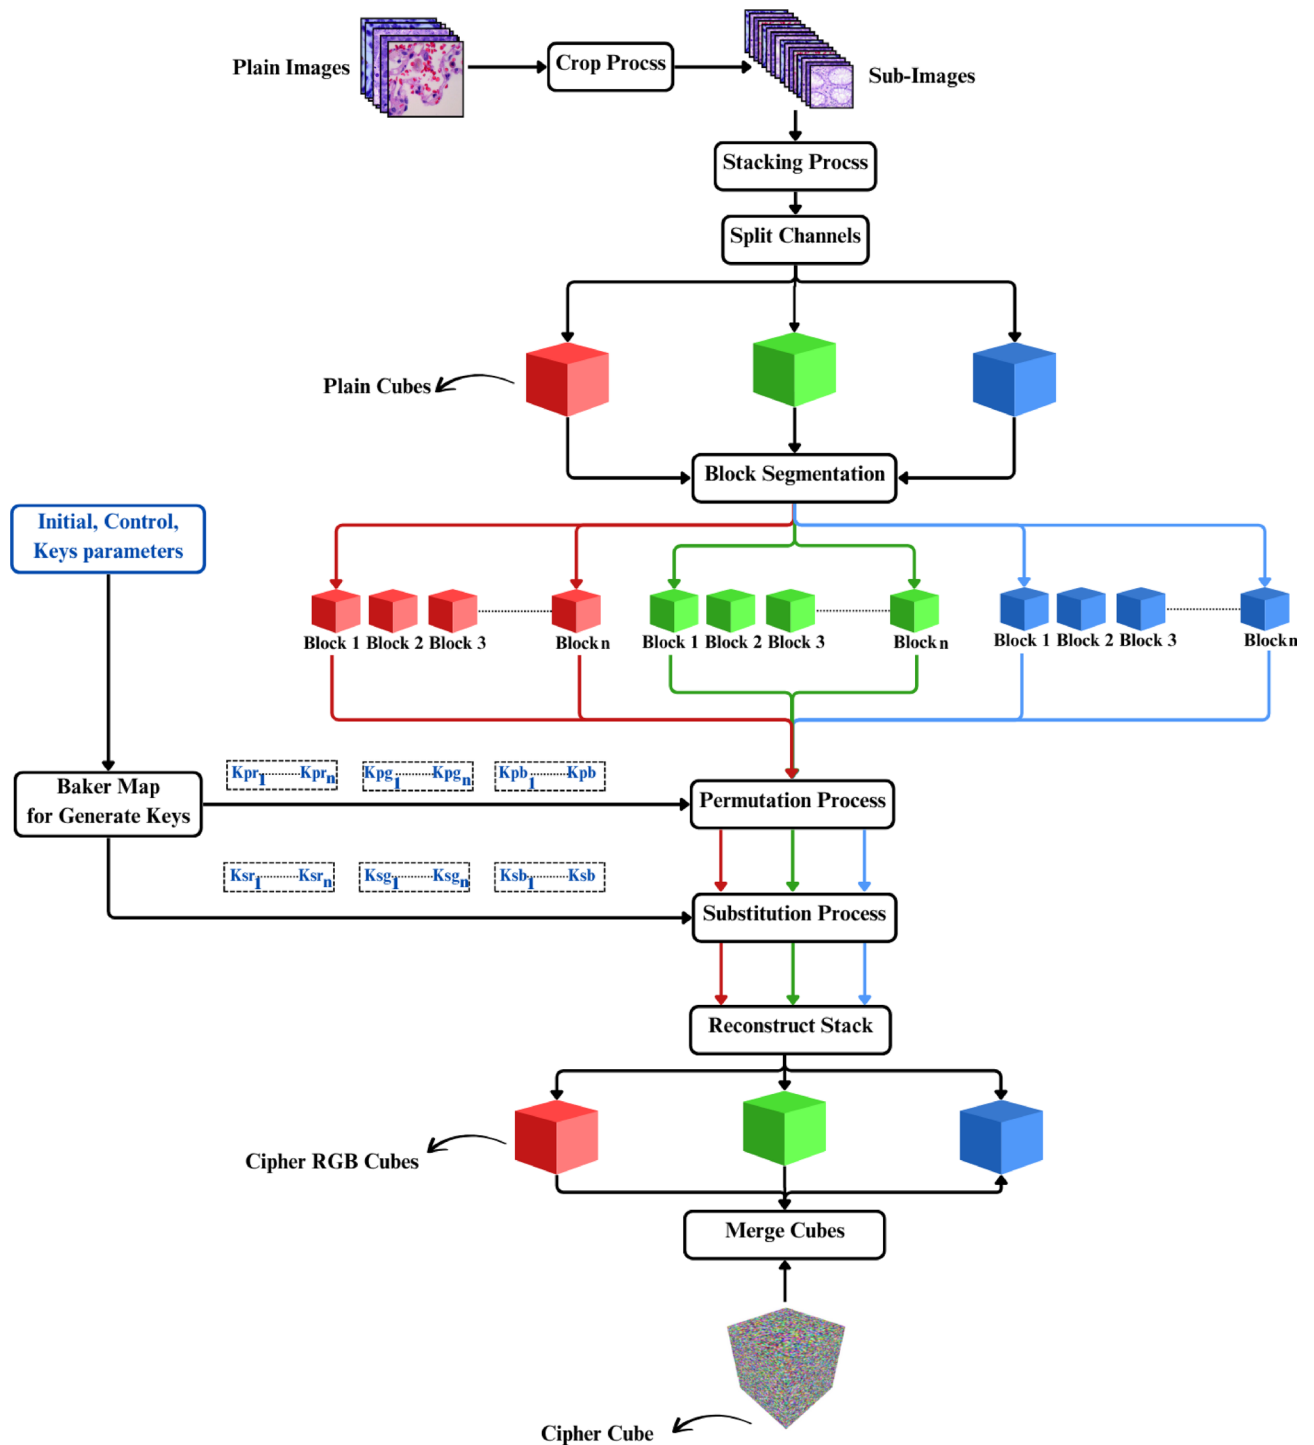 Plain Images
Crop Procss
Sub-Images
Stacking Procss
Split Channels
Plain Cubes
Block Segmentation
Initial, Control,
Keys parameters
Block 1 Block 2 Block 3 Block n
Block 1 Block 2 Block 3 Block n
Block 1 Block 2 Block 3 Block n
Baker Map
for Generate Keys
Kpr1..........Kprn
Kpg1..........Kpgn
Kpb1..........Kpb
Permutation Process
Ksr1..........Ksrn
Ksg1..........Ksgn
Ksb1..........Ksb
Substitution Process
Reconstruct Stack
Cipher RGB Cubes
Merge Cubes
Cipher Cube